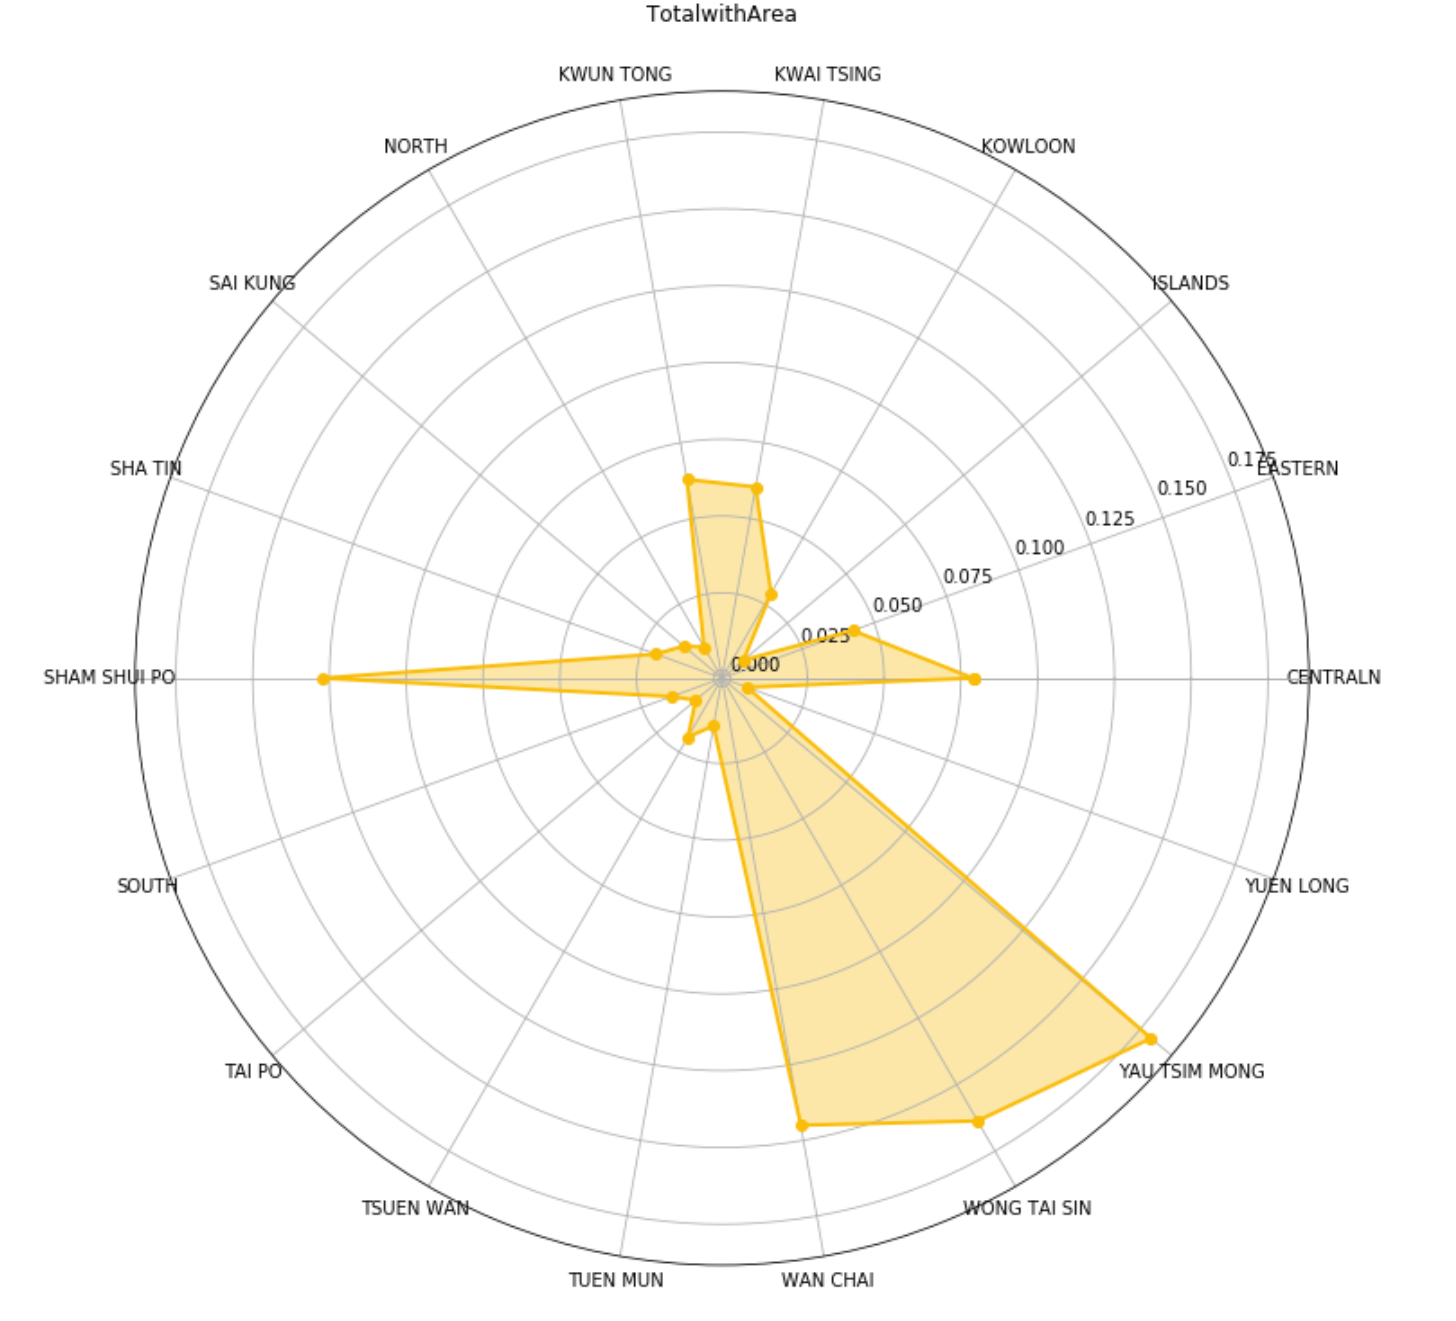 TotalwithArea
KWUN TONG
KWAI TSING
NORTH
KOWLOON
SAI KUNG
ISLANDS
SHA TIN
0.175
EASTERN
0.150
0.125
0.100
0.075
0.050
0.025
0.000
SHAM SHUI PO
CENTRALN
SOUTH
YUEN LONG
TAI PO
YAU TSIM MONG
TSUEN WAN
WONG TAI SIN
TUEN MUN
WAN CHAI